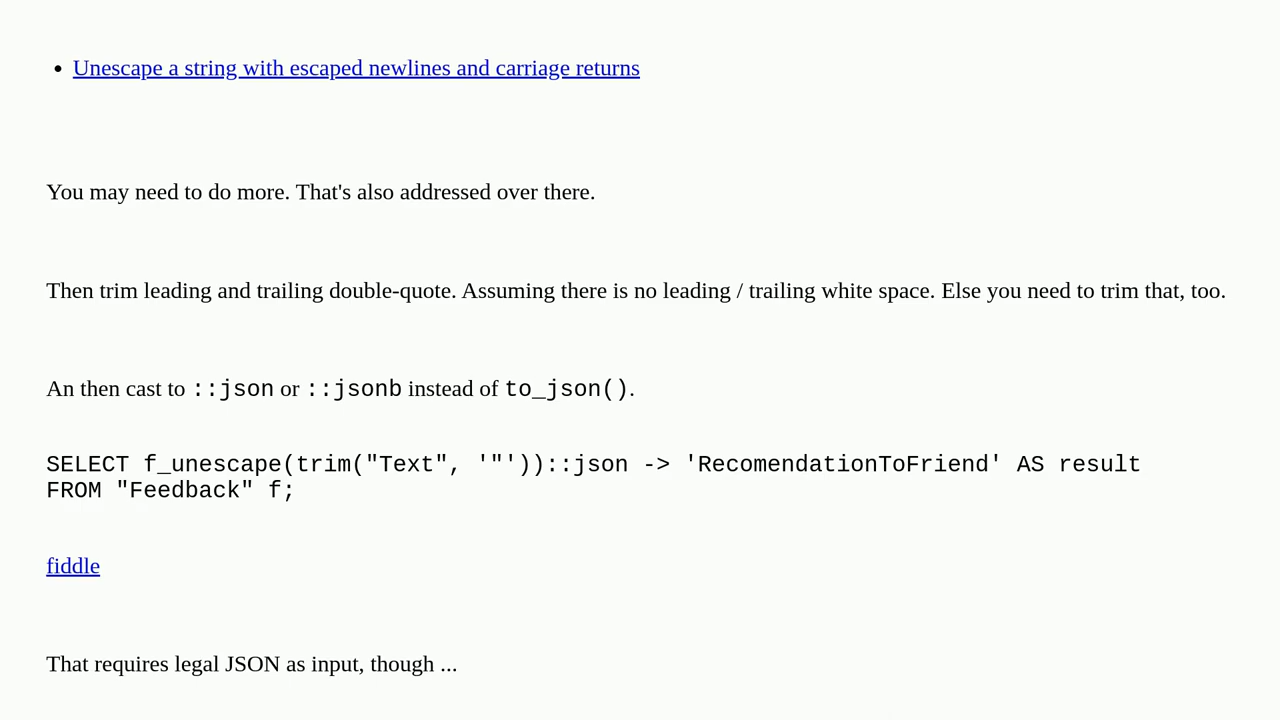 Unescape a string with escaped newlines and carriage returns
You may need to do more. That's also addressed over there.
Then trim leading and trailing double-quote. Assuming there is no leading / trailing white space. Else you need to trim that, too.
An then cast to ::json or ::jsonb instead of to_json().
SELECT f_unescape(trim("Text", '"'))::json -> 'RecomendationToFriend' AS result
FROM "Feedback" f;
fiddle
That requires legal JSON as input, though ...